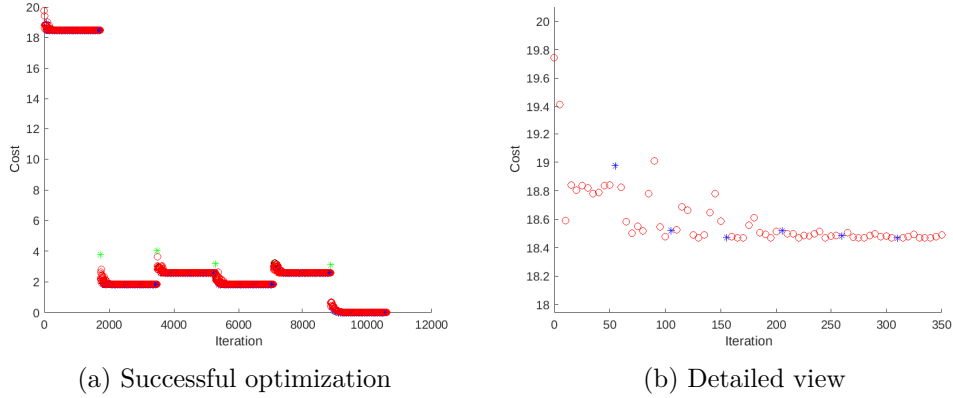 20
18
16
14
12
10
8
6
4
2
0
Cost
0 2000 4000 6000 8000 10000 12000
Iteration
(a) Successful optimization
20
19.8
19.6
19.4
19.2
19
18.8
18.6
18.4
18.2
18
Cost
0 50 100 150 200 250 300 350
Iteration
(b) Detailed view